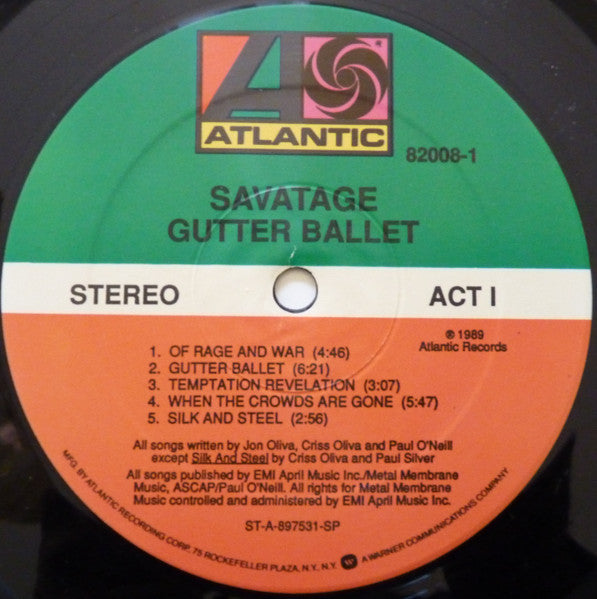 ATLANTIC
®
82008-1
SAVATAGE
GUTTER BALLET
STEREO
ACT I
℗ 1989
Atlantic Records
1. OF RAGE AND WAR (4:46)
2. GUTTER BALLET (6:21)
3. TEMPTATION REVELATION (3:07)
4. WHEN THE CROWDS ARE GONE (5:47)
5. SILK AND STEEL (2:56)
All songs written by Jon Oliva, Criss Oliva and Paul O'Neill
except Silk And Steel by Criss Oliva and Paul Silver
All songs published by EMI April Music Inc./Metal Membrane
Music, ASCAP/Paul O'Neill. All rights for Metal Membrane
Music controlled and administered by EMI April Music Inc.
ST-A-897531-SP
MFG. BY ATLANTIC RECORDING CORP., 75 ROCKEFELLER PLAZA, N.Y., N.Y. W A WARNER COMMUNICATIONS COMPANY